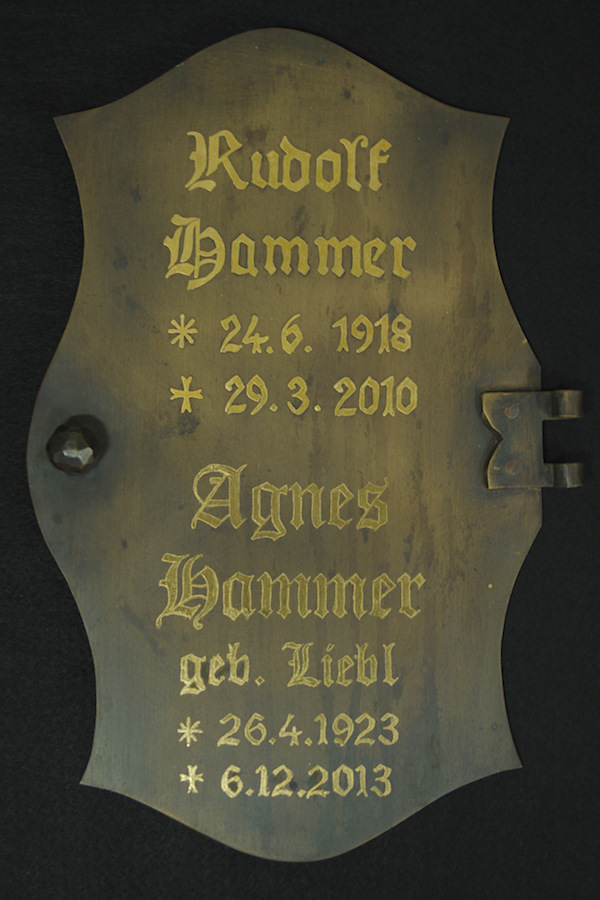 Rudolf
Hammer
* 24.6. 1918
✝ 29.3.2010
Agnes
Hammer
geb. Liebl
* 26.4.1923
✝ 6.12.2013